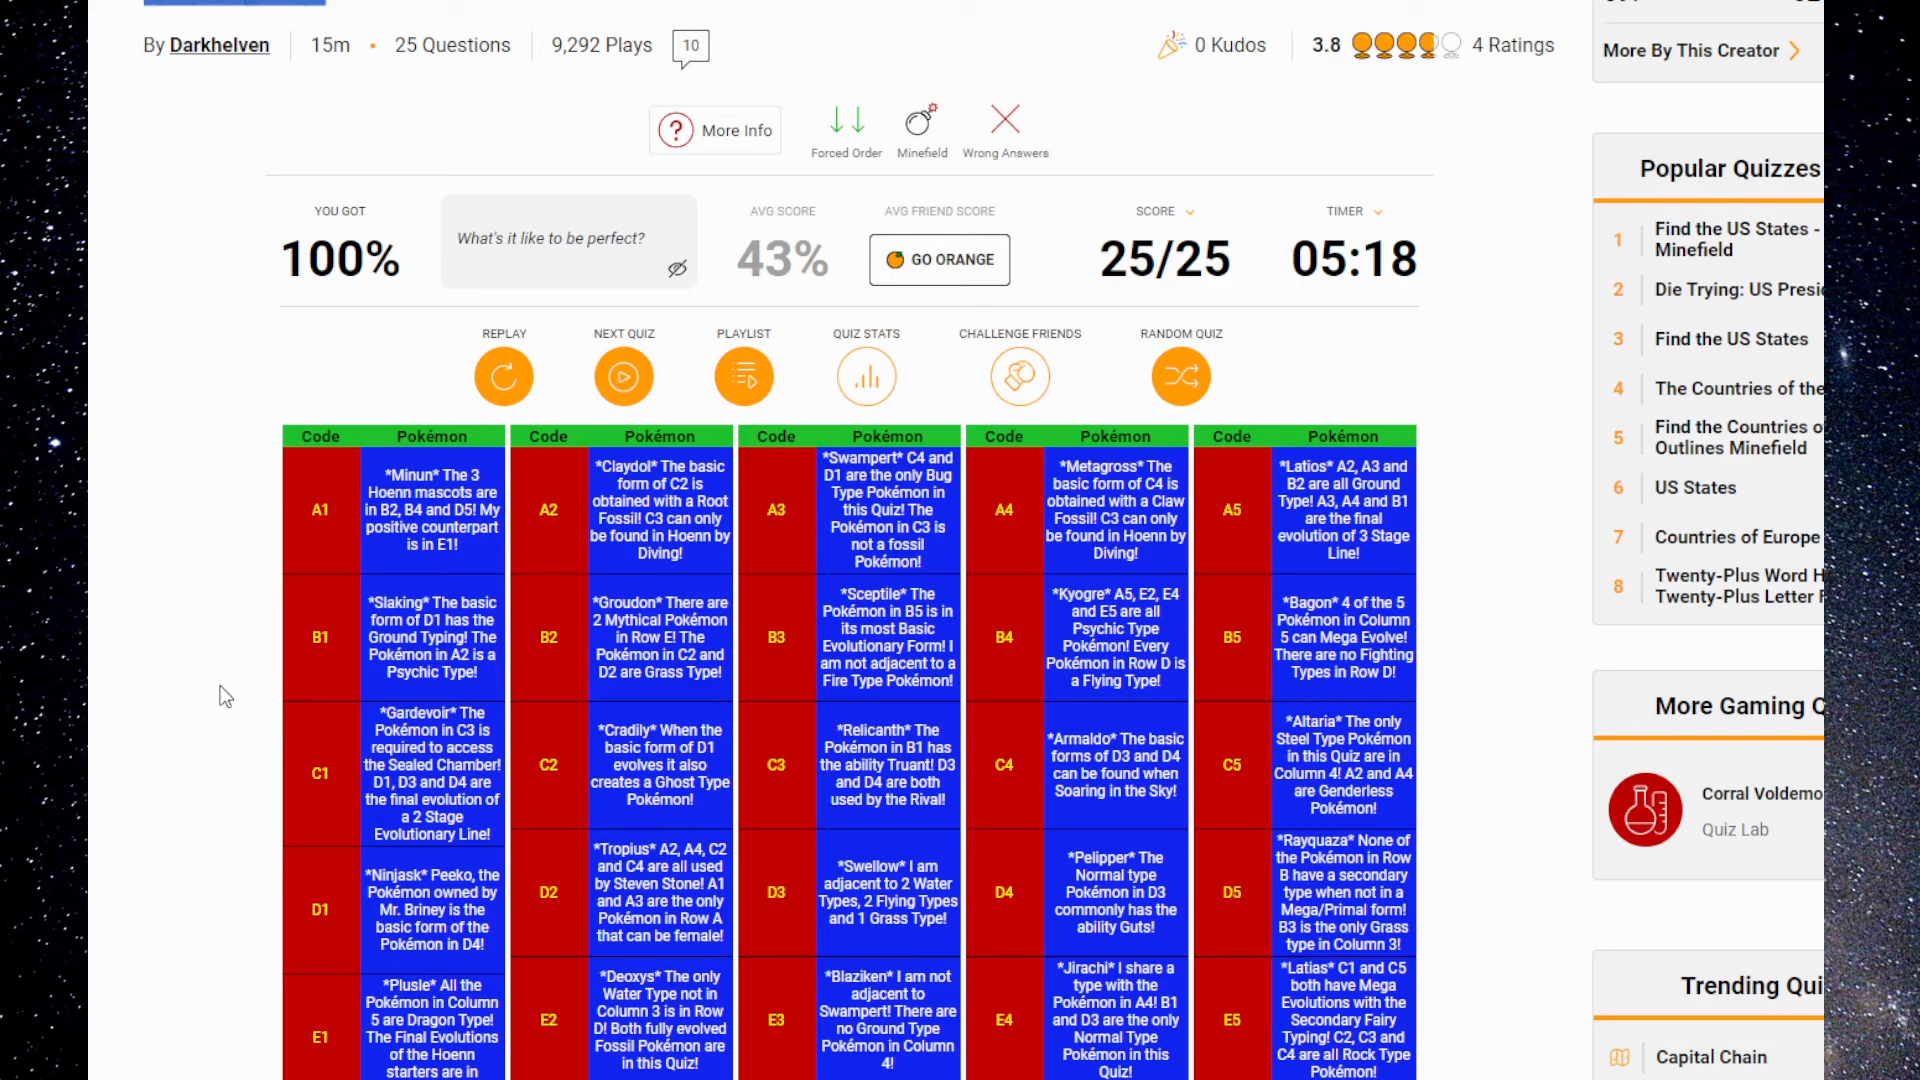 By Darkhelven
15m • 25 Questions
9,292 Plays
10
0 Kudos
3.8
4 Ratings
More By This Creator
More Info
Forced Order
Minefield
Wrong Answers
YOU GOT
100%
What's it like to be perfect?
AVG SCORE
43%
AVG FRIEND SCORE
GO ORANGE
SCORE
25/25
TIMER
05:18
REPLAY
NEXT QUIZ
PLAYLIST
QUIZ STATS
CHALLENGE FRIENDS
RANDOM QUIZ
Code
Pokémon
Code
Pokémon
Code
Pokémon
Code
Pokémon
Code
Pokémon
A1
*Minun* The 3
Hoenn mascots are
in B2, B4 and D5! My
positive counterpart
is in E1!
A2
*Claydol* The basic
form of C2 is
obtained with a Root
Fossil! C3 can only
be found in Hoenn by
Diving!
A3
*Swampert* C4 and
D1 are the only Bug
Type Pokémon in
this Quiz! The
Pokémon in C3 is
not a fossil
Pokémon!
A4
*Metagross* The
basic form of C4 is
obtained with a Claw
Fossil! C3 can only
be found in Hoenn by
Diving!
A5
*Latios* A2, A3 and
B2 are all Ground
Type! A3, A4 and B1
are the final
evolution of 3 Stage
Line!
B1
*Slaking* The basic
form of D1 has the
Ground Typing! The
Pokémon in A2 is a
Psychic Type!
B2
*Groudon* There are
2 Mythical Pokémon
in Row E! The
Pokémon in C2 and
D2 are Grass Type!
B3
*Sceptile* The
Pokémon in B5 is in
its most Basic
Evolutionary Form! I
am not adjacent to a
Fire Type Pokémon!
B4
*Kyogre* A5, E2, E4
and E5 are all
Psychic Type
Pokémon! Every
Pokémon in Row D is
a Flying Type!
B5
*Bagon* 4 of the 5
Pokémon in Column
5 can Mega Evolve!
There are no Fighting
Types in Row D!
C1
*Gardevoir* The
Pokémon in C3 is
required to access
the Sealed Chamber!
D1, D3 and D4 are
the final evolution of
a 2 Stage
Evolutionary Line!
C2
*Cradily* When the
basic form of D1
evolves it also
creates a Ghost Type
Pokémon!
C3
*Relicanth* The
Pokémon in B1 has
the ability Truant! D3
and D4 are both
used by the Rival!
C4
*Armaldo* The basic
forms of D3 and D4
can be found when
Soaring in the Sky!
C5
*Altaria* The only
Steel Type Pokémon
in this Quiz are in
Column 4! A2 and A4
are Genderless
Pokémon!
D1
*Ninjask* Peeko, the
Pokémon owned by
Mr. Briney is the
basic form of the
Pokémon in D4!
D2
*Tropius* A2, A4, C2
and C4 are all used
by Steven Stone! A1
and A3 are the only
Pokémon in Row A
that can be female!
D3
*Swellow* I am
adjacent to 2 Water
Types, 2 Flying Types
and 1 Grass Type!
D4
*Pelipper* The
Normal type
Pokémon in D3
commonly has the
ability Guts!
D5
*Rayquaza* None of
the Pokémon in Row
B have a secondary
type when not in a
Mega/Primal form!
B3 is the only Grass
type in Column 3!
E1
*Plusle* All the
Pokémon in Column
5 are Dragon Type!
The Final Evolutions
of the Hoenn
starters are in
E2
*Deoxys* The only
Water Type not in
Column 3 is in Row
D! Both fully evolved
Fossil Pokémon are
in this Quiz!
E3
*Blaziken* I am not
adjacent to
Swampert! There are
no Ground Type
Pokémon in Column
4!
E4
*Jirachi* I share a
type with the
Pokémon in A4! B1
and D3 are the only
Normal Type
Pokémon in this
Quiz!
E5
*Latias* C1 and C5
both have Mega
Evolutions with the
Secondary Fairy
Typing! C2, C3 and
C4 are all Rock Type
Pokémon!
Popular Quizzes
1
Find the US States -
Minefield
2
Die Trying: US Presi
3
Find the US States
4
The Countries of the
5
Find the Countries o
Outlines Minefield
6
US States
7
Countries of Europe
8
Twenty-Plus Word H
Twenty-Plus Letter
More Gaming Q
Corral Voldemo
Quiz Lab
Trending Qui
Capital Chain